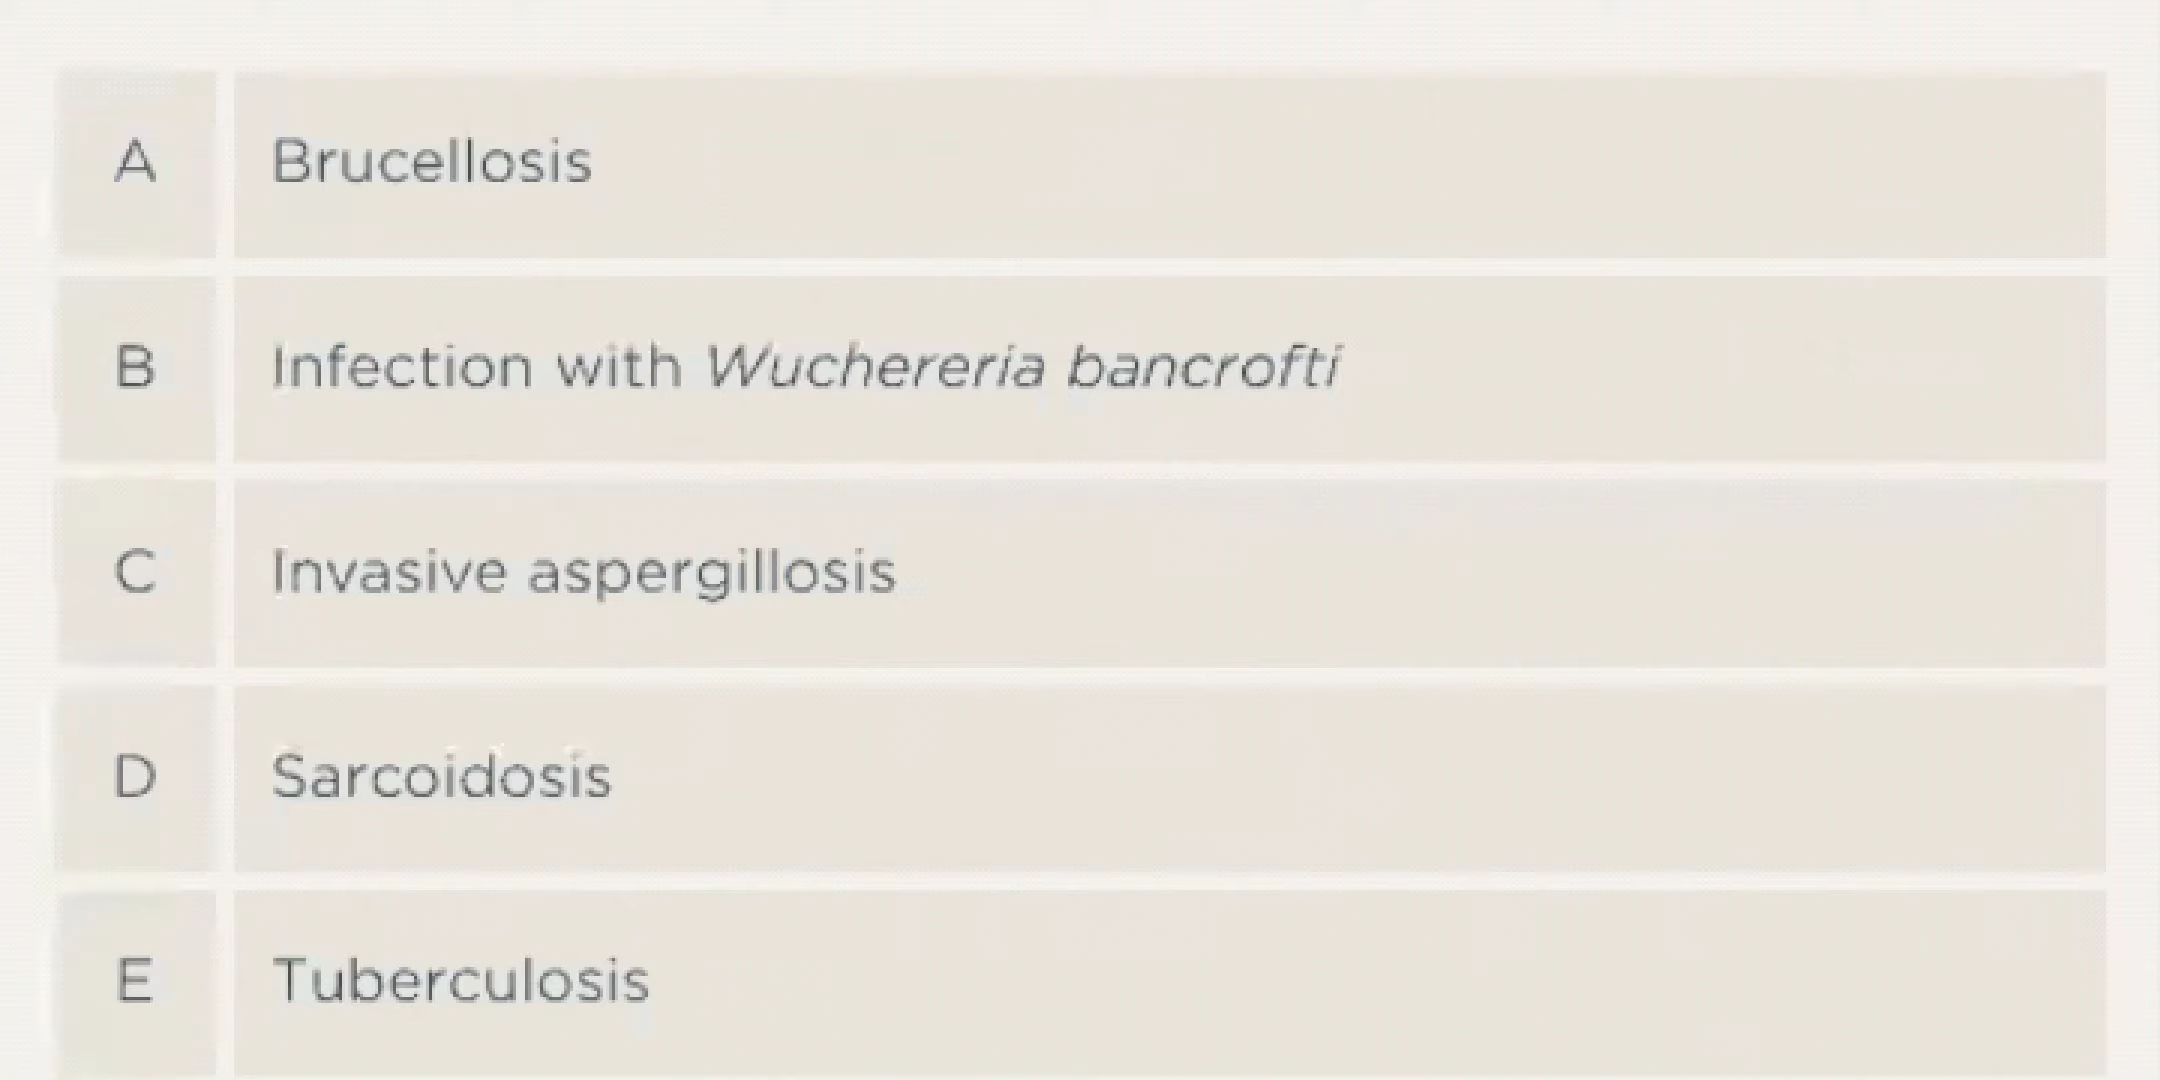 A Brucellosis
B Infection with Wuchereria bancrofti
C Invasive aspergillosis
D Sarcoidosis
E Tuberculosis